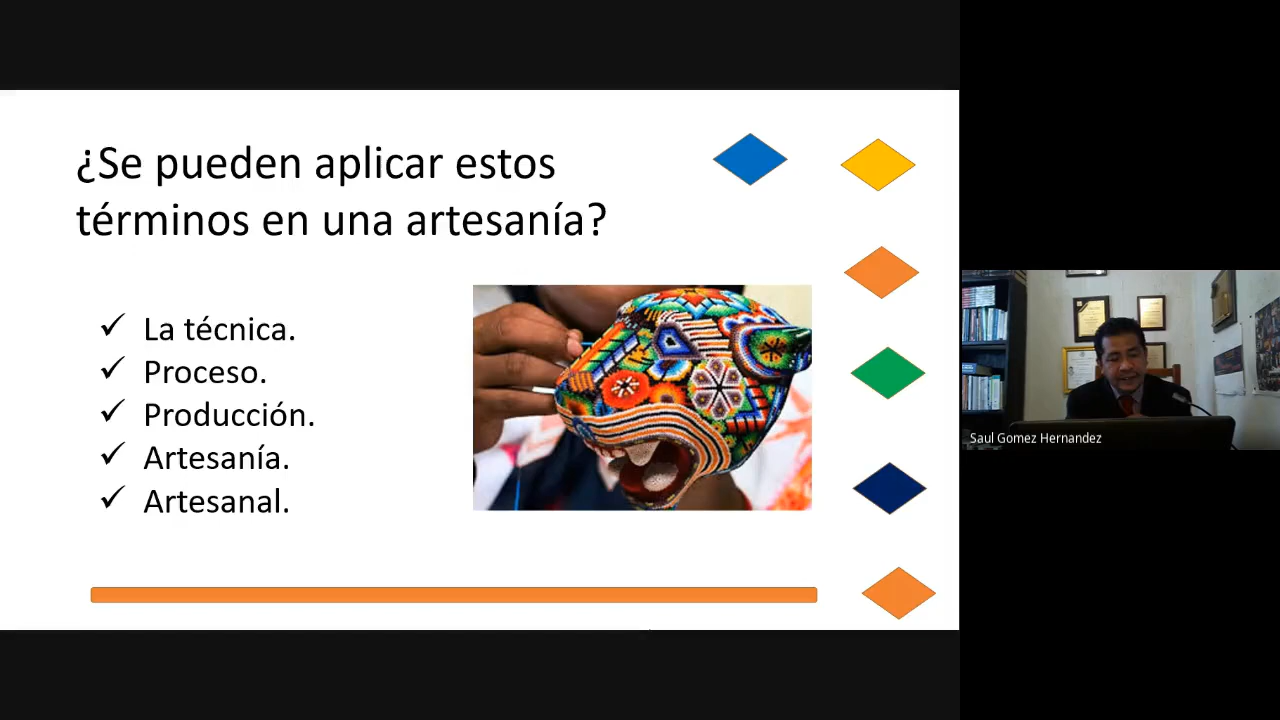 ¿Se pueden aplicar estos
términos en una artesanía?
✓ La técnica.
✓ Proceso.
✓ Producción.
✓ Artesanía.
✓ Artesanal.
Saul Gomez Hernandez